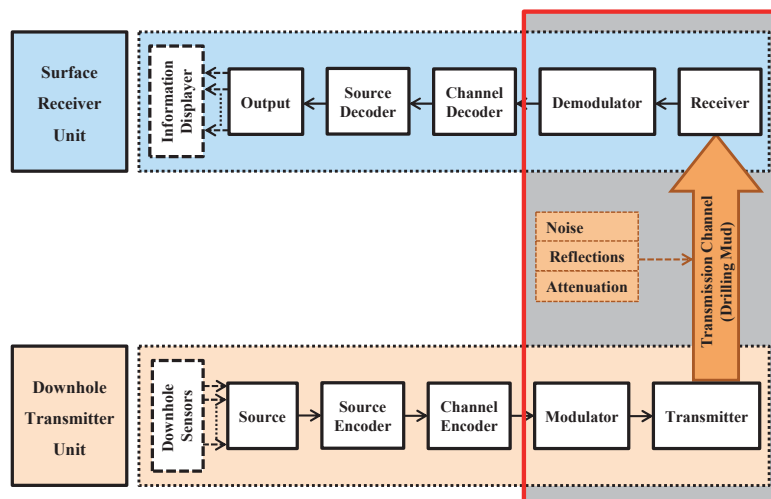 Surface
Receiver
Unit
Information
Displayer
Output
Source
Decoder
Channel
Decoder
Demodulator
Receiver
Noise
Reflections
Attenuation
Transmission Channel
(Drilling Mud)
Downhole
Transmitter
Unit
Downhole
Sensors
Source
Source
Encoder
Channel
Encoder
Modulator
Transmitter